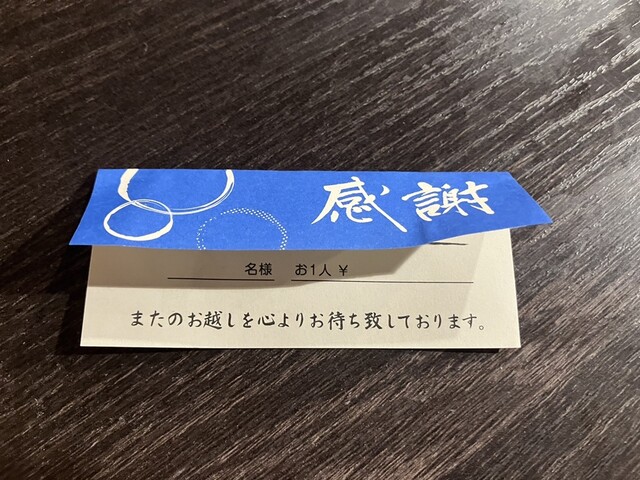 感謝
名様 お1人 ¥
またのお越しを心よりお待ち致しております。